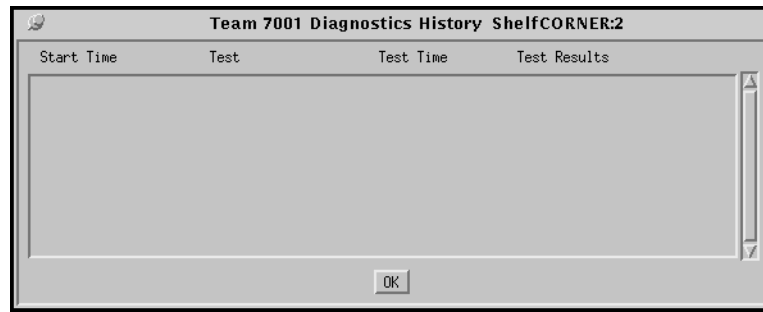 Team 7001 Diagnostics History ShelfCORNER:2
Start Time Test Test Time Test Results
OK